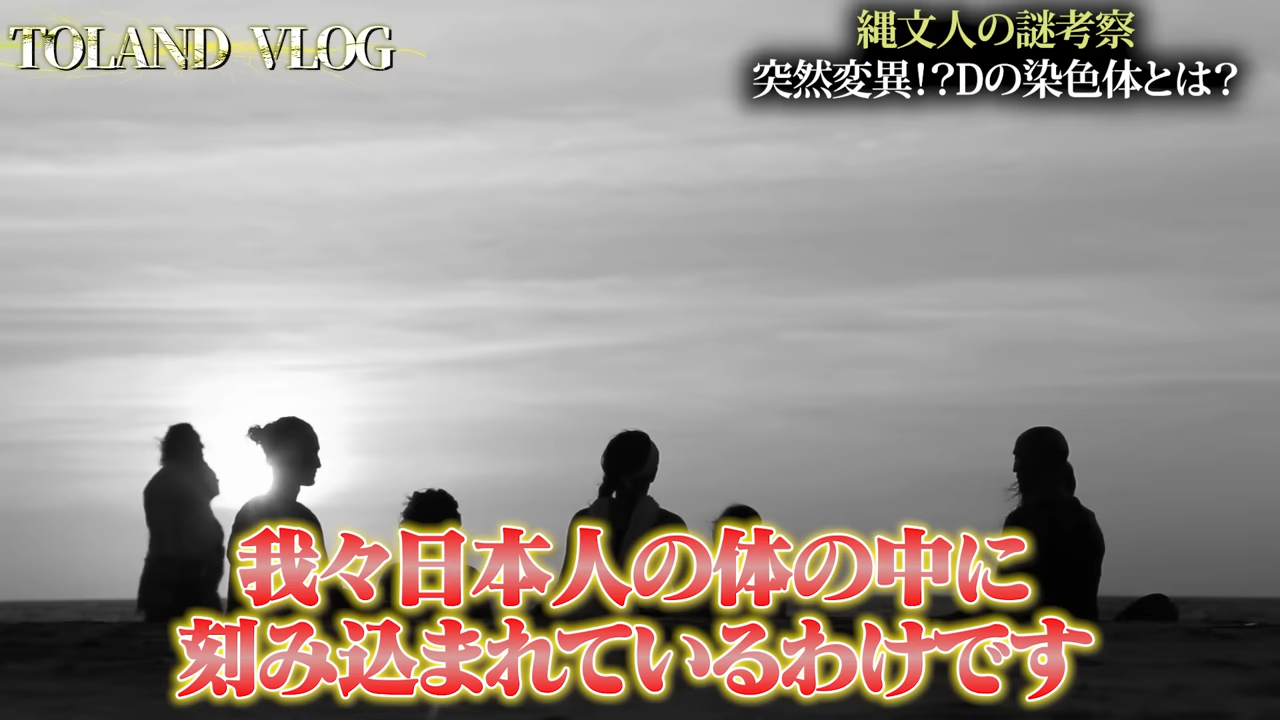 TOLAND VLOG
縄文人の謎考察
突然変異!?Dの染色体とは?
我々日本人の体の中に
刻み込まれているわけです